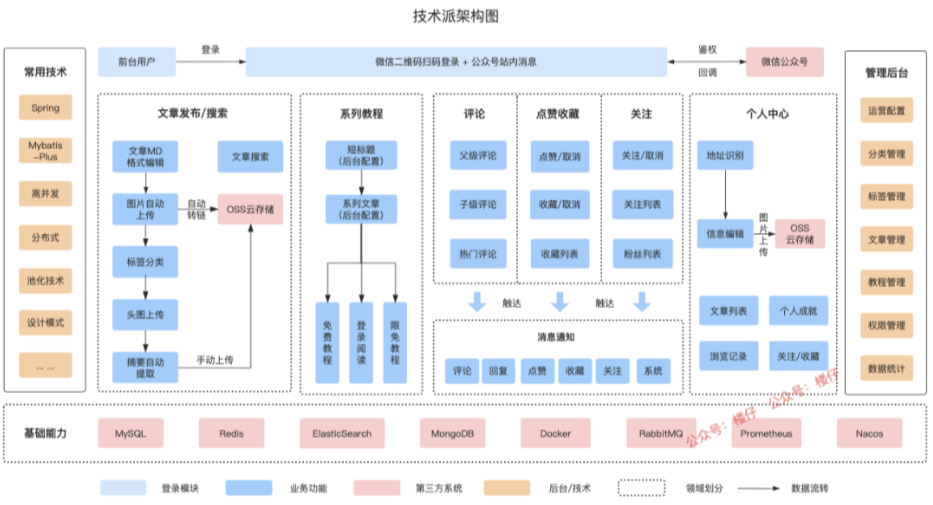 技术派架构图
常用技术
Spring
Mybatis
-Plus
高并发
分布式
池化技术
设计模式
... ...
前台用户
登录
微信二维码扫码登录 + 公众号站内消息
鉴权
回调
微信公众号
文章发布/搜索
文章MD
格式编辑
文章搜索
图片自动
上传
自动
转链
OSS云存储
标签分类
头图上传
摘要自动
提取
手动上传
系列教程
短标题
(后台配置)
系列文章
(后台配置)
免费教程
登录阅读
限免教程
评论
父级评论
子级评论
热门评论
点赞收藏
点赞/取消
收藏/取消
收藏列表
关注
关注/取消
关注列表
粉丝列表
触达
触达
消息通知
评论
回复
点赞
收藏
关注
系统
个人中心
地址识别
信息编辑
图片上传
OSS
云存储
文章列表
个人成就
浏览记录
关注/收藏
管理后台
运营配置
分类管理
标签管理
文章管理
教程管理
权限管理
数据统计
基础能力
MySQL
Redis
ElasticSearch
MongoDB
Docker
RabbitMQ
Prometheus
Nacos
公众号：楼仔
公众号：楼仔
登录模块
业务功能
第三方系统
后台/技术
领域划分
数据流转